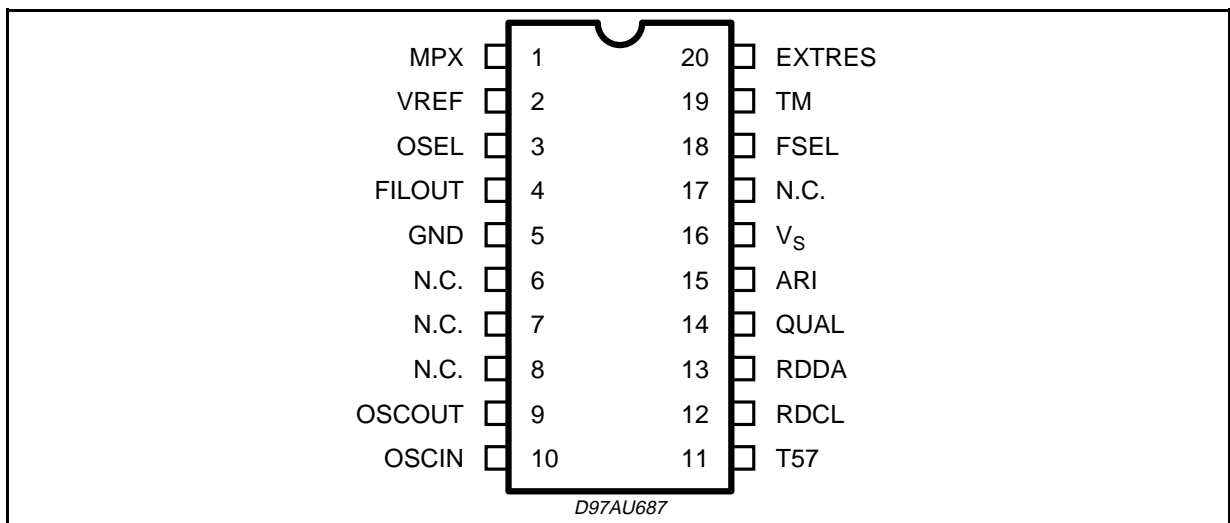 MPX 1 20 EXTRES
VREF 2 19 TM
OSEL 3 18 FSEL
FILOUT 4 17 N.C.
GND 5 16 VS
N.C. 6 15 ARI
N.C. 7 14 QUAL
N.C. 8 13 RDDA
OSCOUT 9 12 RDCL
OSCIN 10 11 T57
D97AU687